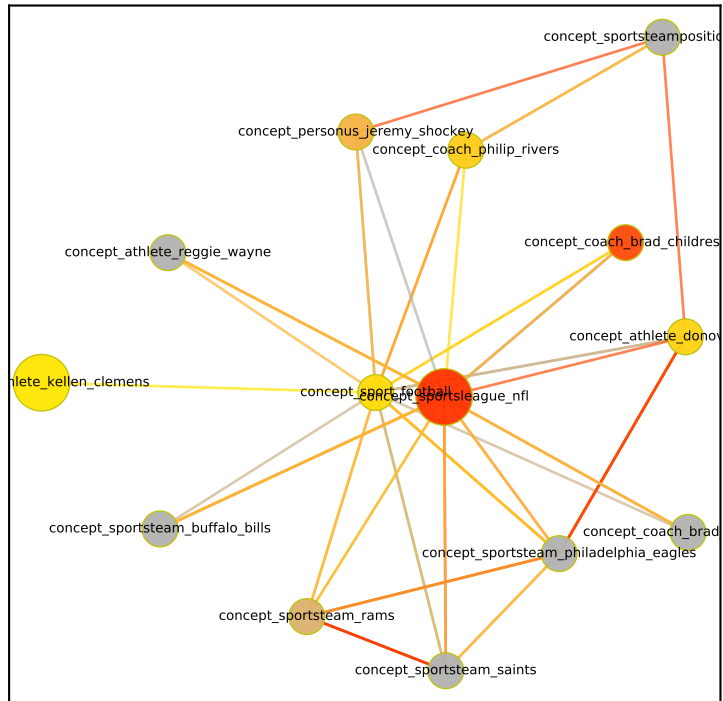 concept_sportsteampositio
concept_personus_jeremy_shockey
concept_coach_philip_rivers
concept_coach_brad_childres
concept_athlete_reggie_wayne
concept_athlete_donov
hlete_kellen_clemens
concept_sport_football
concept_sportsleague_nfl
concept_sportsteam_buffalo_bills
concept_coach_brad
concept_sportsteam_philadelphia_eagles
concept_sportsteam_rams
concept_sportsteam_saints